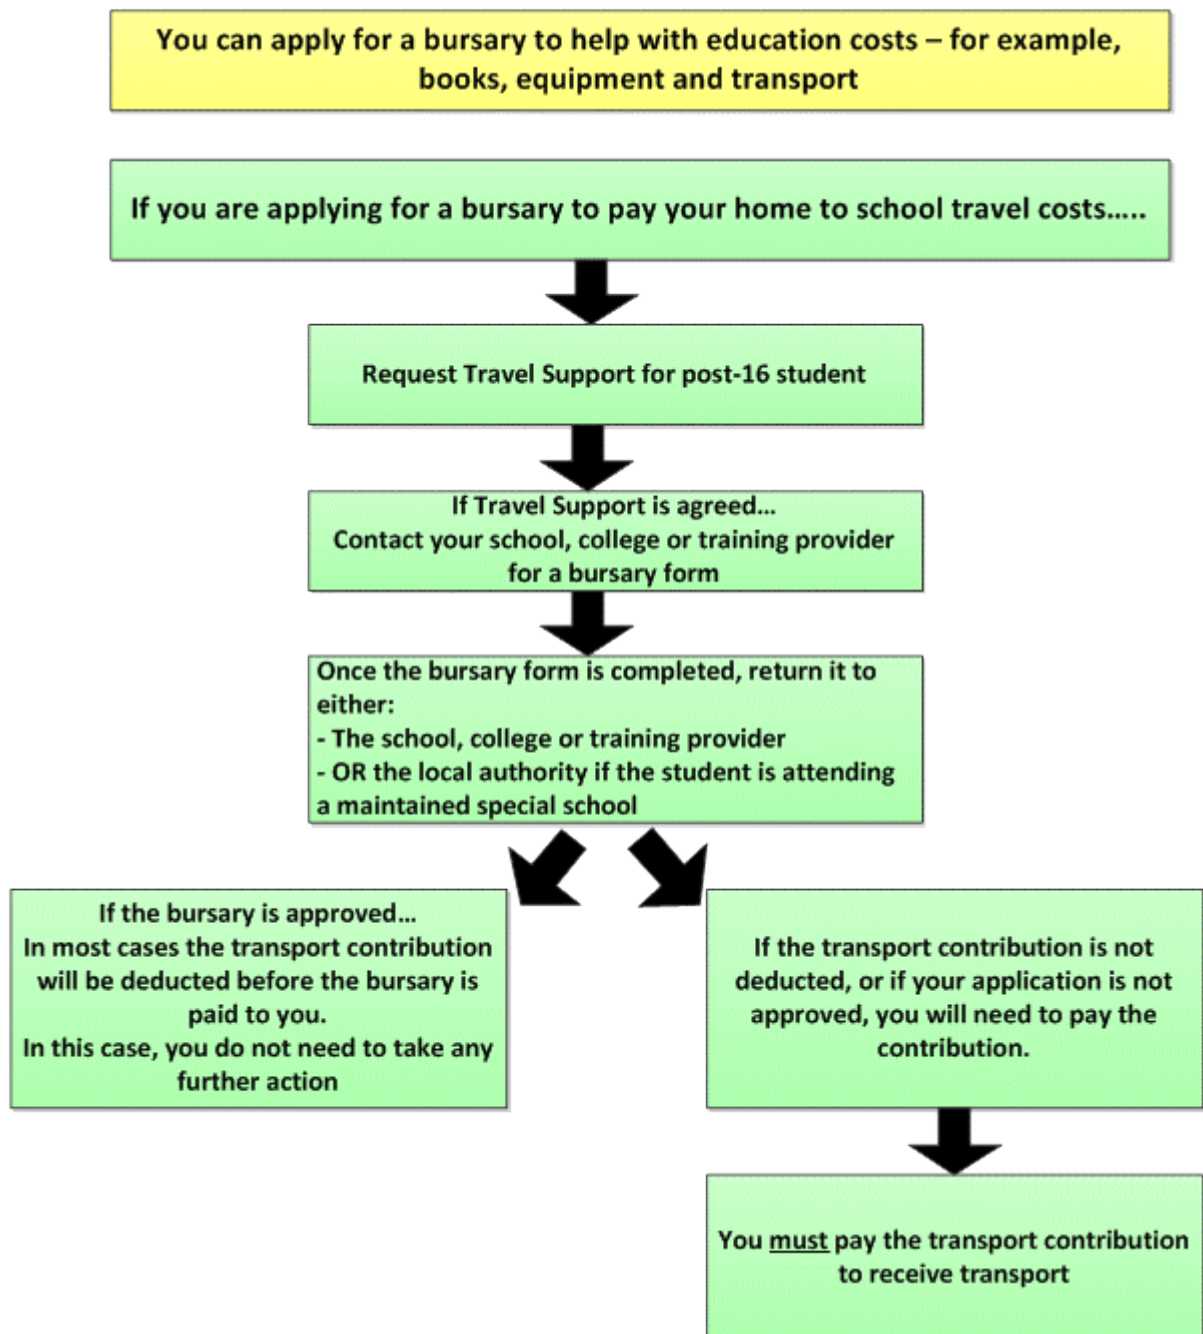 You can apply for a bursary to help with education costs – for example,
books, equipment and transport
If you are applying for a bursary to pay your home to school travel costs…..
Request Travel Support for post-16 student
If Travel Support is agreed…
Contact your school, college or training provider
for a bursary form
Once the bursary form is completed, return it to
either:
- The school, college or training provider
- OR the local authority if the student is attending
a maintained special school
If the bursary is approved…
In most cases the transport contribution
will be deducted before the bursary is
paid to you.
In this case, you do not need to take any
further action
If the transport contribution is not
deducted, or if your application is not
approved, you will need to pay the
contribution.
You must pay the transport contribution
to receive transport